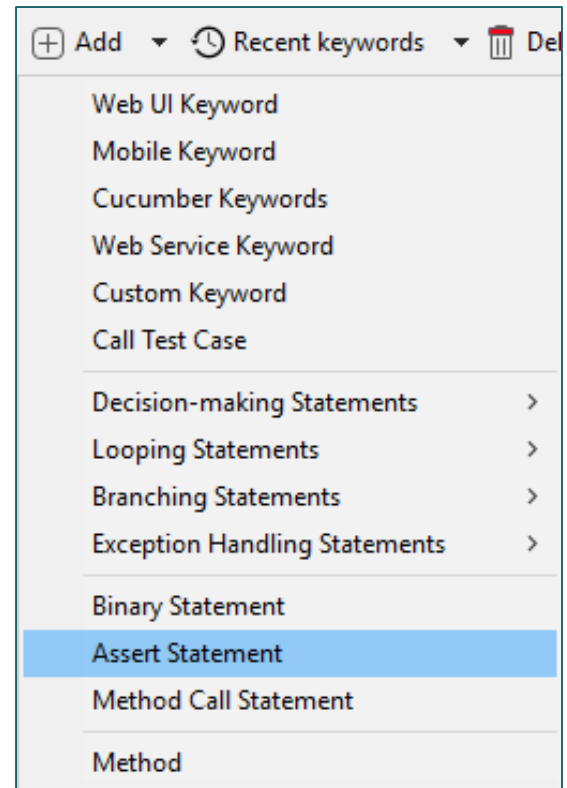 Add Recent keywords Del
Web UI Keyword
Mobile Keyword
Cucumber Keywords
Web Service Keyword
Custom Keyword
Call Test Case
Decision-making Statements
Looping Statements
Branching Statements
Exception Handling Statements
Binary Statement
Assert Statement
Method Call Statement
Method